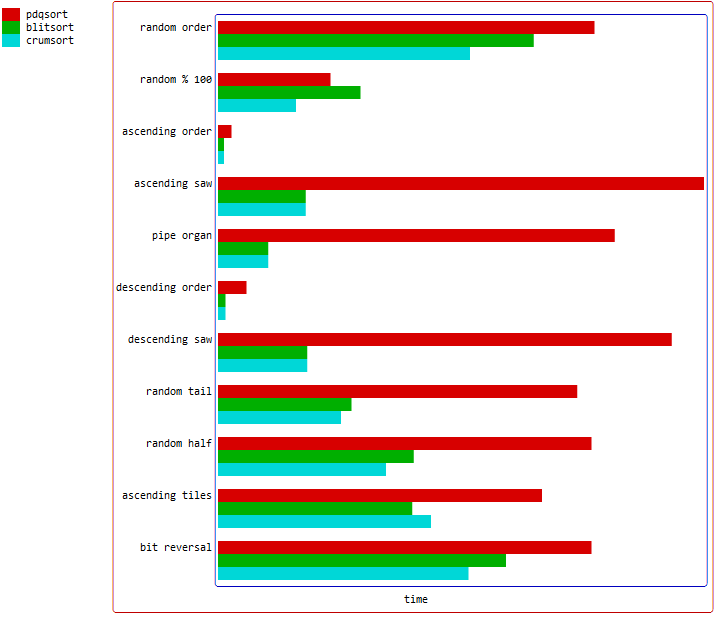 pdqsort
blitsort
crumsort
random order
random % 100
ascending order
ascending saw
pipe organ
descending order
descending saw
random tail
random half
ascending tiles
bit reversal
time